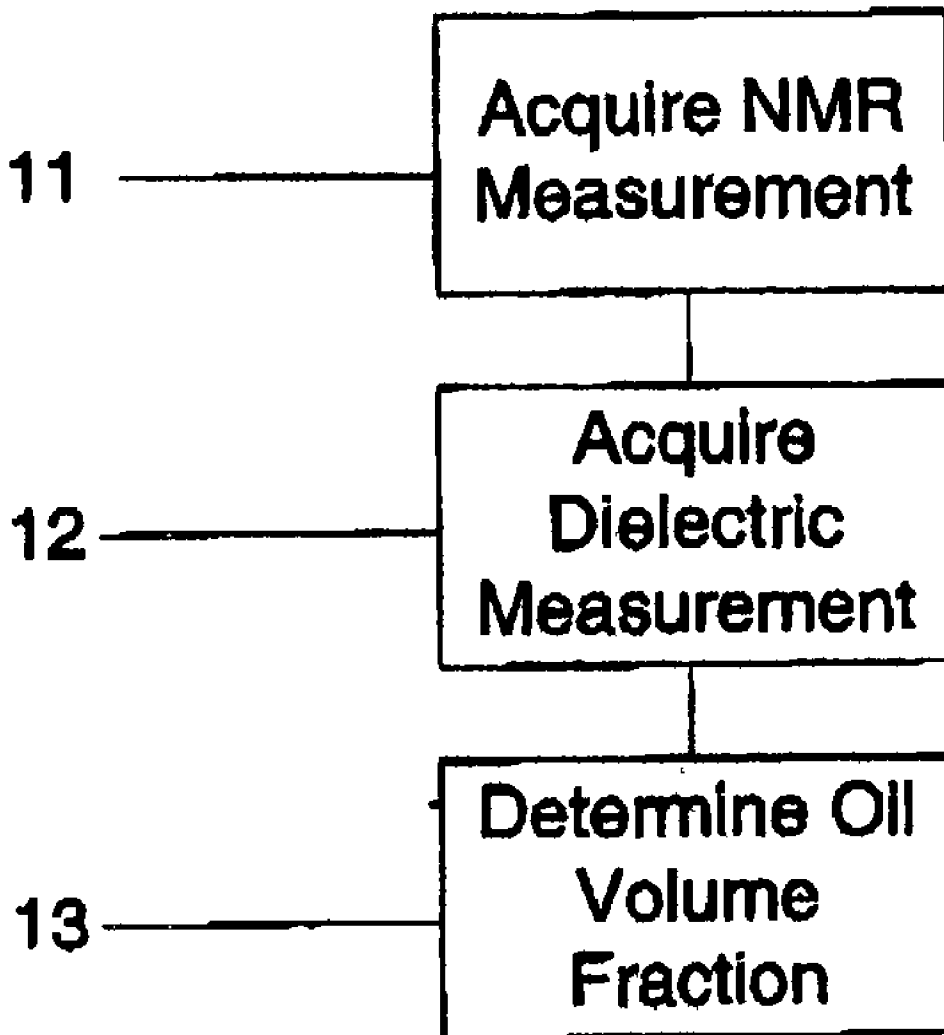 11
Acquire NMR
Measurement
12
Acquire
Dielectric
Measurement
13
Determine Oil
Volume
Fraction